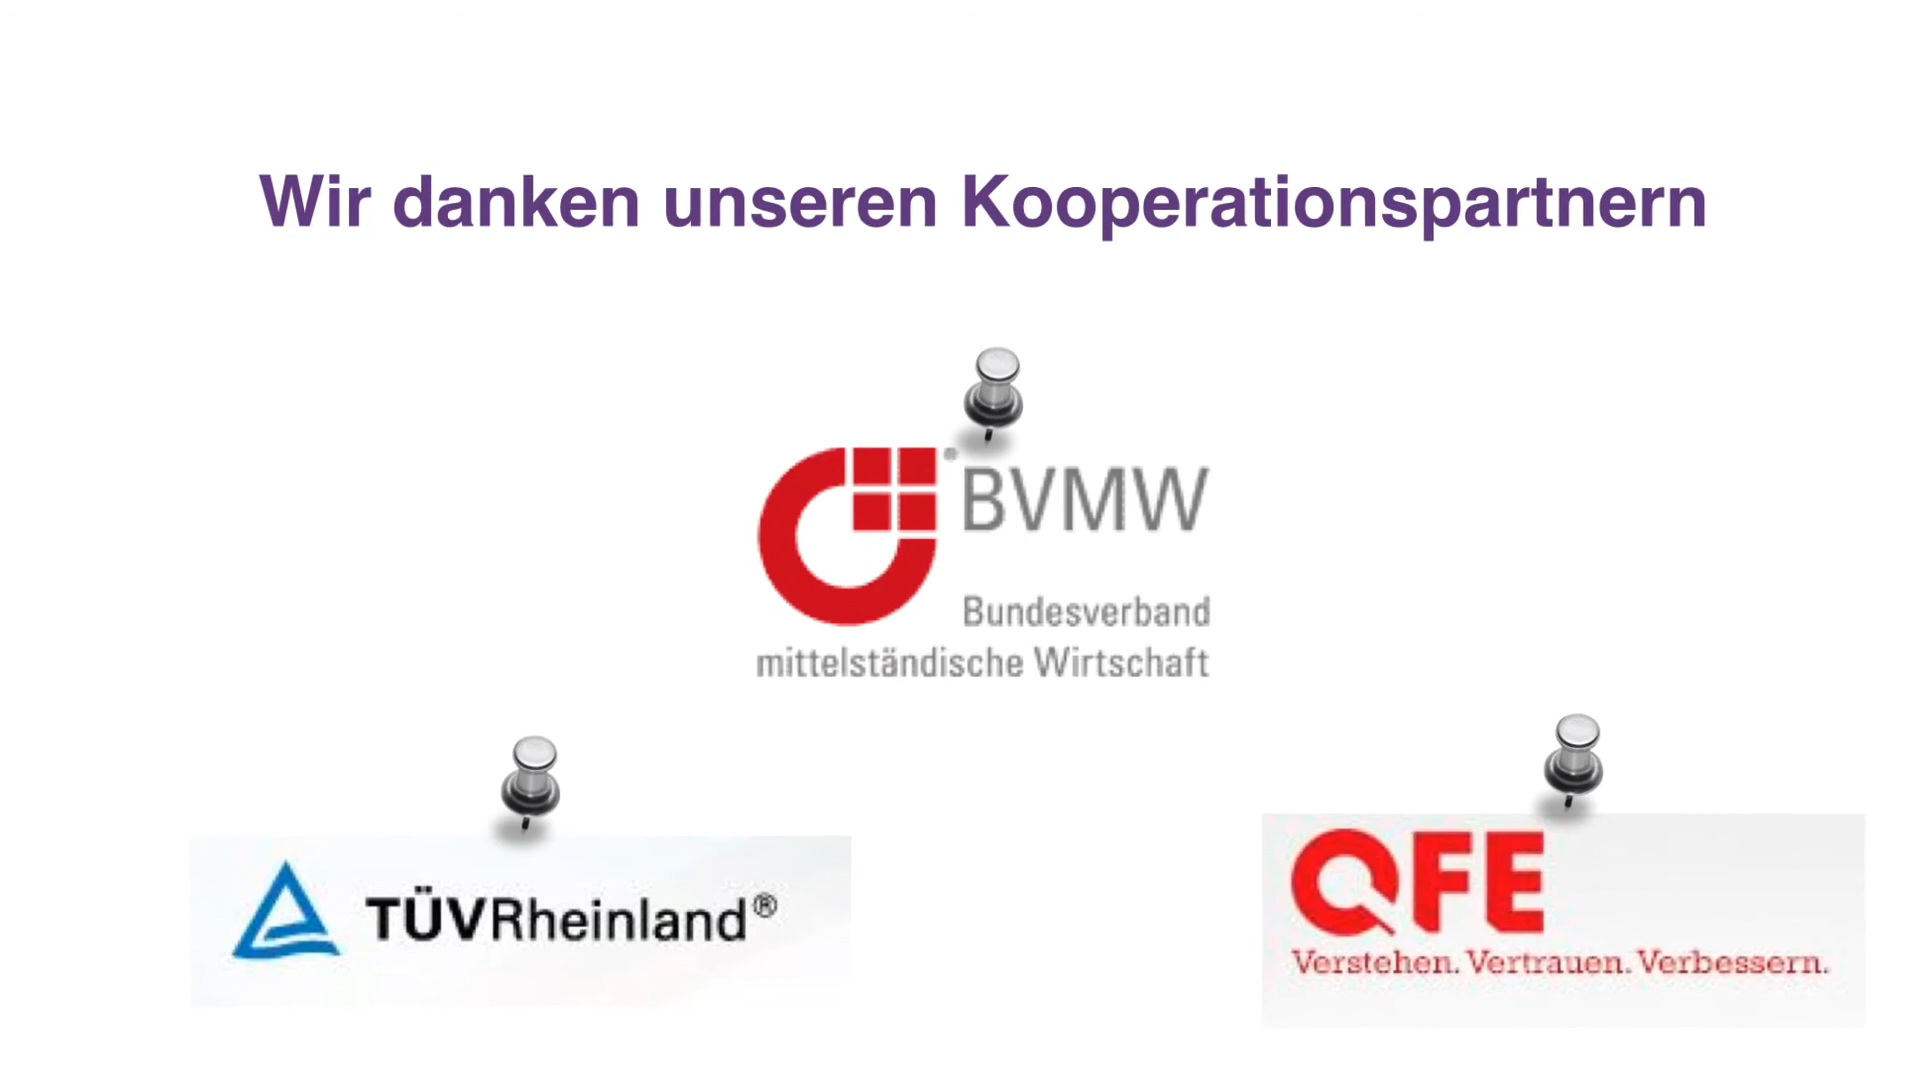 Wir danken unseren Kooperationspartnern
® BVMW
Bundesverband
mittelständische Wirtschaft
TÜVRheinland®
QFE
Verstehen. Vertrauen. Verbessern.